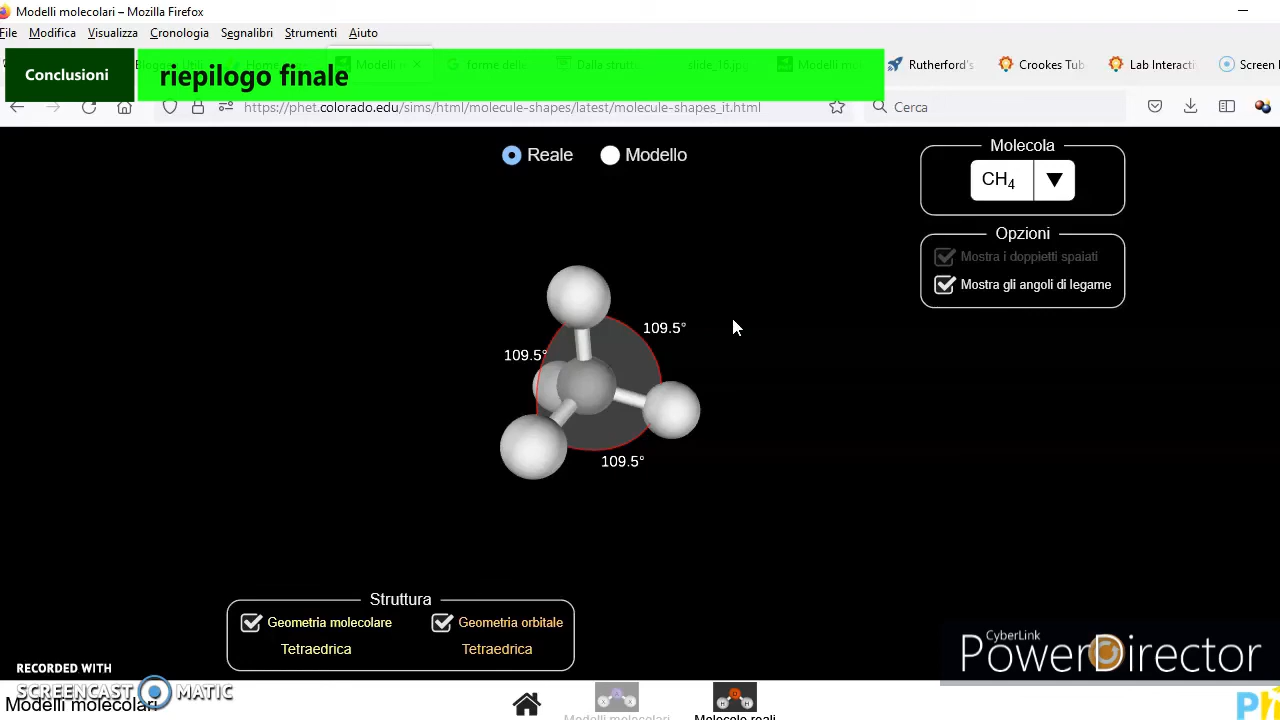 Modelli molecolari – Mozilla Firefox
File Modifica Visualizza Cronologia Segnalibri Strumenti Aiuto
Conclusioni
riepilogo finale
Rutherford's
Crookes Tub
Lab Interacti
Screen
https://phet.colorado.edu/sims/html/molecule-shapes/latest/molecule-shapes_it.html
Cerca
Reale Modello
Molecola
CH4
Opzioni
Mostra i doppietti spaiati
Mostra gli angoli di legame
109.5°
109.5°
109.5°
Struttura
Geometria molecolare Geometria orbitale
Tetraedrica Tetraedrica
CyberLink
PowerDirector
RECORDED WITH
SCREENCAST MATIC
Modelli molecolari
Modelli molecolari
Molecole reali